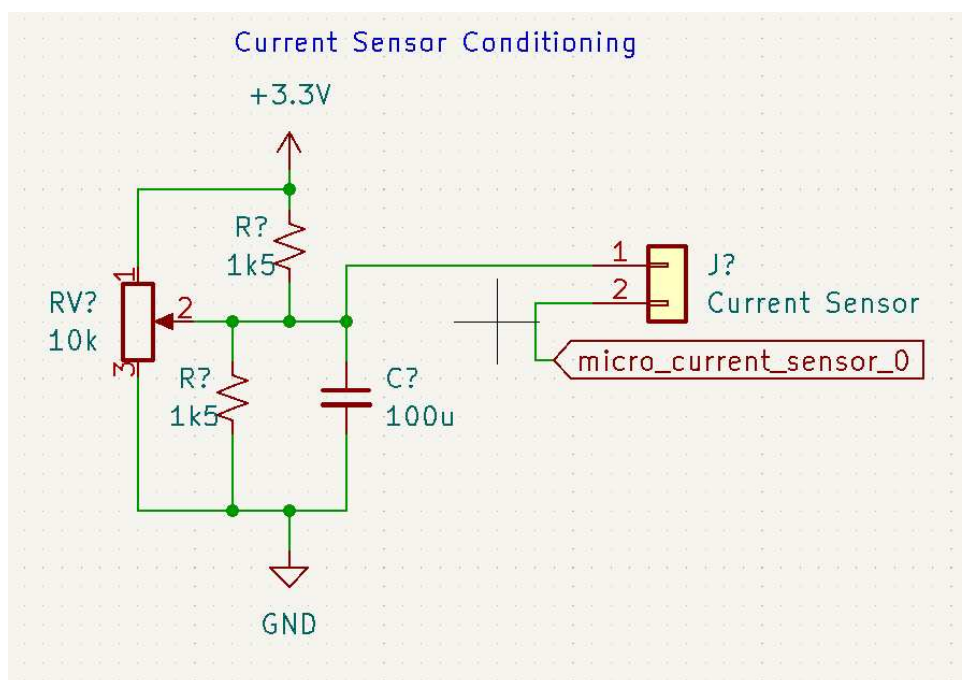 Current Sensor Conditioning
+3.3V
R?
1k5
1
RV?
10k
2
3
R?
1k5
C?
100u
1
2
J?
Current Sensor
micro_current_sensor_0
GND